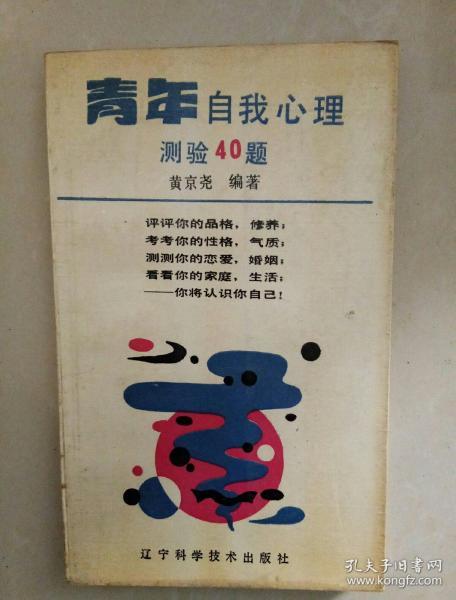 青年自我心理
测验40题
黄京尧 编著
评评你的品格，修养；
考考你的性格，气质；
测测你的恋爱，婚姻；
看看你的家庭，生活；
——你将认识你自己！
辽宁科学技术出版社
孔夫子旧书网
www.kongfz.com